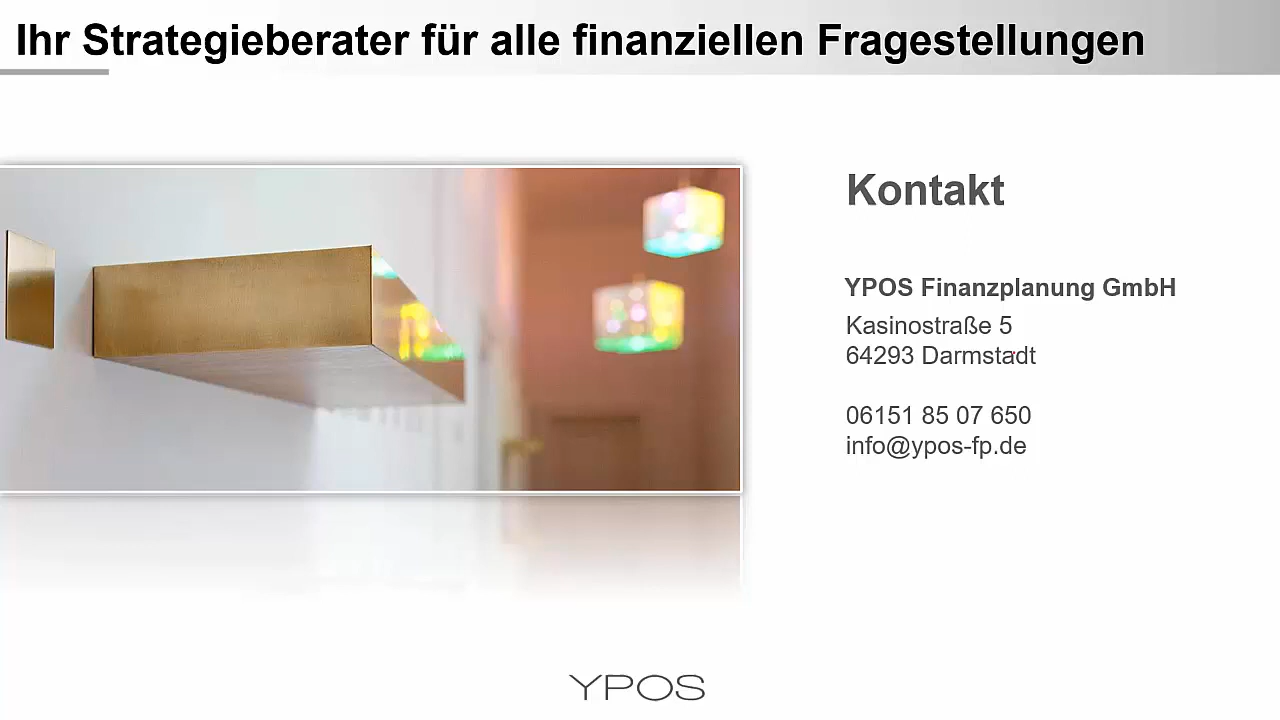 Ihr Strategieberater für alle finanziellen Fragestellungen
Kontakt
YPOS Finanzplanung GmbH
Kasinostraße 5
64293 Darmstadt
06151 85 07 650
info@ypos-fp.de
YPOS